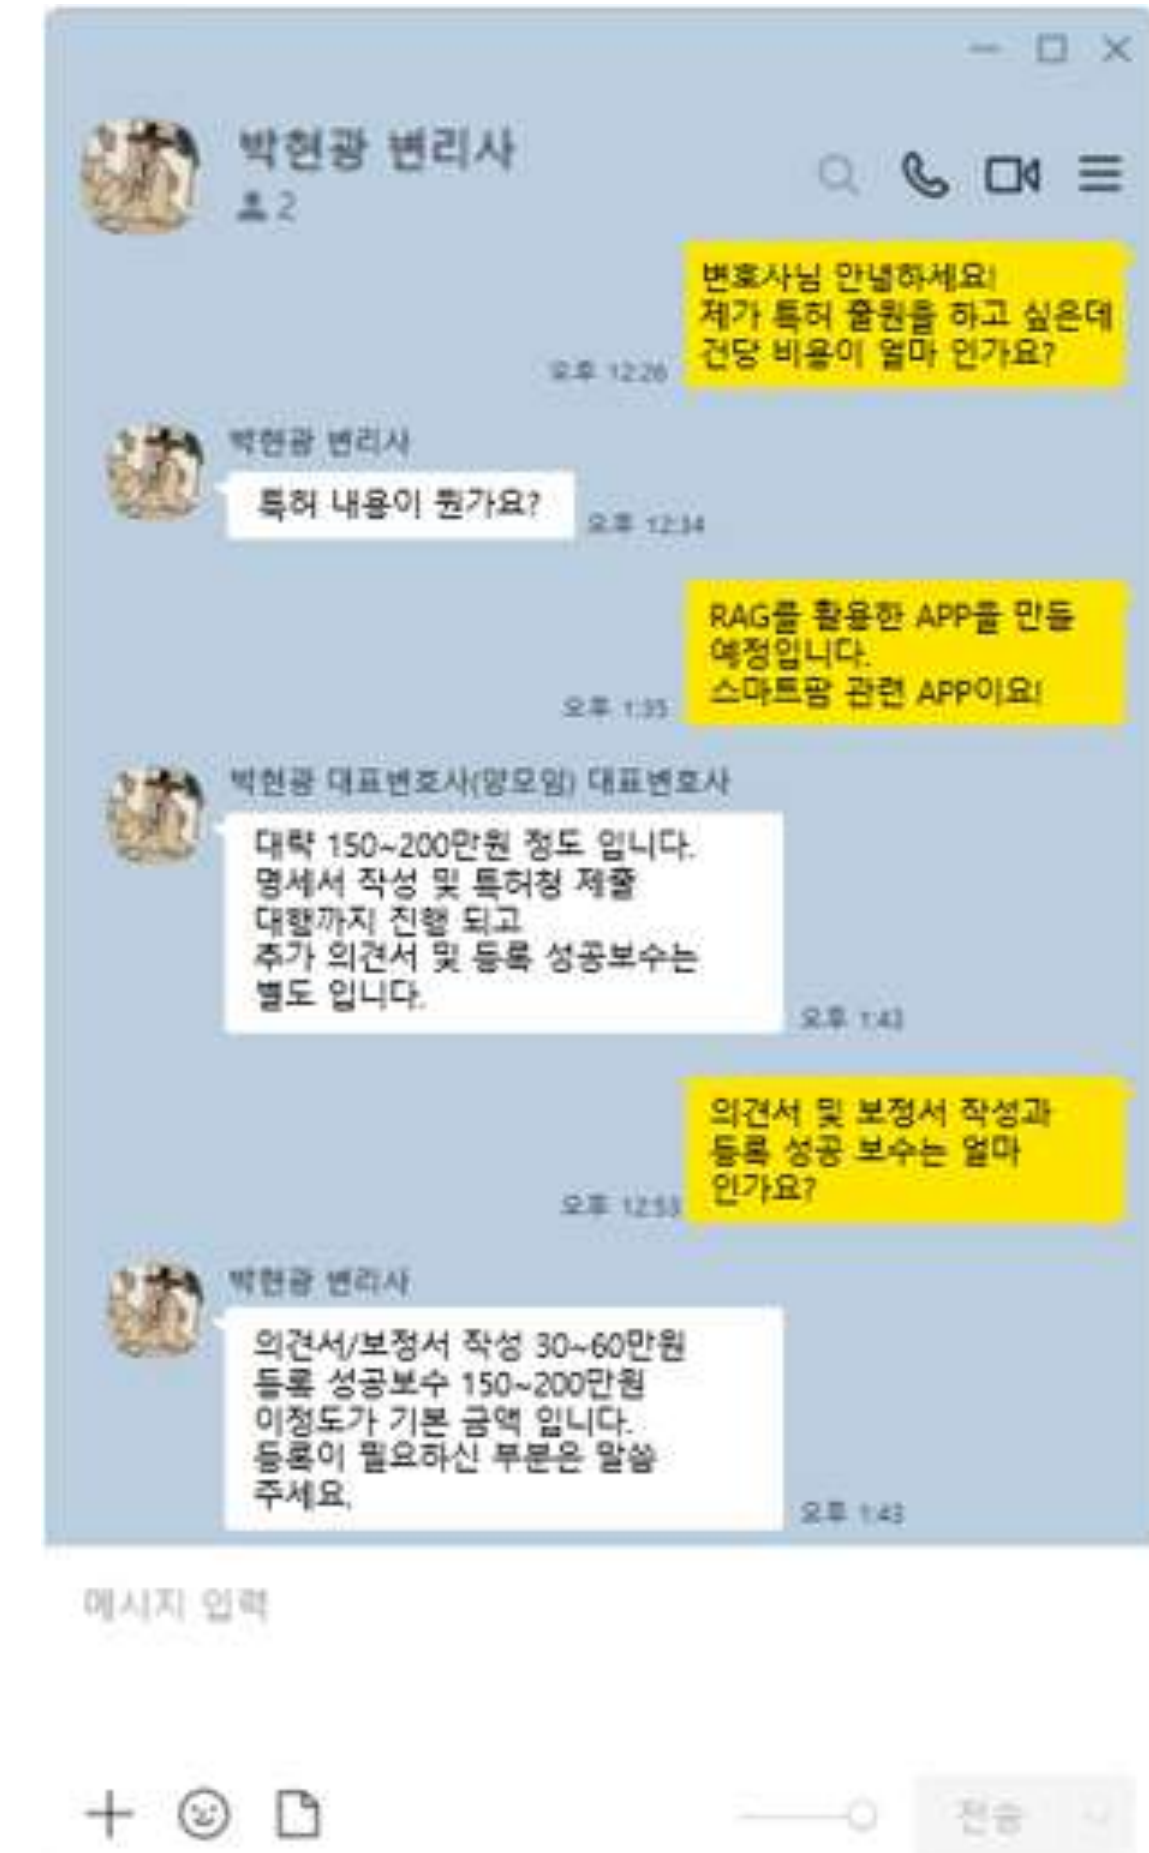 박현광 변리사
2
변호사님 안녕하세요!
제가 특허 출원을 하고 싶은데
건당 비용이 얼마 인가요?
오후 12:26
박현광 변리사
특허 내용이 뭔가요?
오후 12:34
RAG를 활용한 APP을 만들
예정입니다.
스마트팜 관련 APP이요!
오후 1:35
박현광 대표변호사(양모임) 대표변호사
대략 150~200만원 정도 입니다.
명세서 작성 및 특허청 제출
대행까지 진행 되고
추가 의견서 및 등록 성공보수는
별도 입니다.
오후 1:43
의견서 및 보정서 작성과
등록 성공 보수는 얼마
인가요?
오후 12:53
박현광 변리사
의견서/보정서 작성 30~60만원
등록 성공보수 150~200만원
이정도가 기본 금액 입니다.
등록이 필요하신 부분은 말씀
주세요.
오후 1:43
메시지 입력
전송